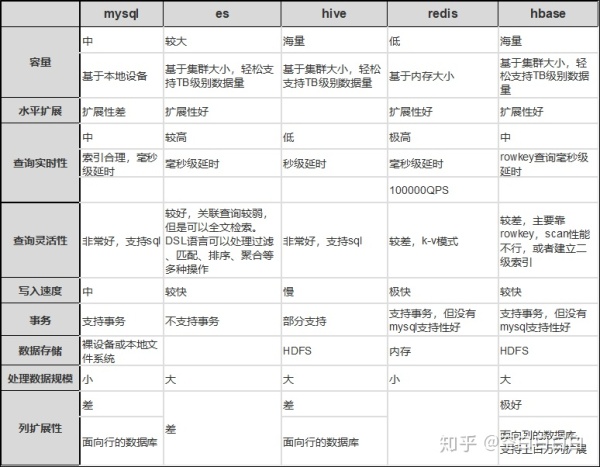 mysql es hive redis hbase
容量 中 较大 海量 低 海量
基于本地设备 基于集群大小，轻松支持TB级别数据量 基于集群大小，轻松支持TB级别数据量 基于内存大小 基于集群大小，轻松支持TB级别数据量
水平扩展 扩展性差 扩展性好 扩展性好 扩展性好
查询实时性 中 较高 低 极高 中
索引合理，毫秒级延时 毫秒级延时 秒级延时 毫秒级延时 rowkey查询毫秒级延时
100000QPS
查询灵活性 非常好，支持sql 较好，关联查询较弱，但是可以全文检索。DSL语言可以处理过滤、匹配、排序、聚合等多种操作 非常好，支持sql 较差，k-v模式 较差，主要靠rowkey，scan性能不行，或者建立二级索引
写入速度 中 较快 慢 极快 较快
事务 支持事务 不支持事务 部分支持 支持事务，但没有mysql支持性好 支持事务，但没有mysql支持性好
数据存储 裸设备或本地文件系统 HDFS 内存 HDFS
处理数据规模 小 大 大 小 大
列扩展性 差 差 差 极好
面向行的数据库 面向行的数据库 面向列的数据库，支持上百万列扩展
知乎